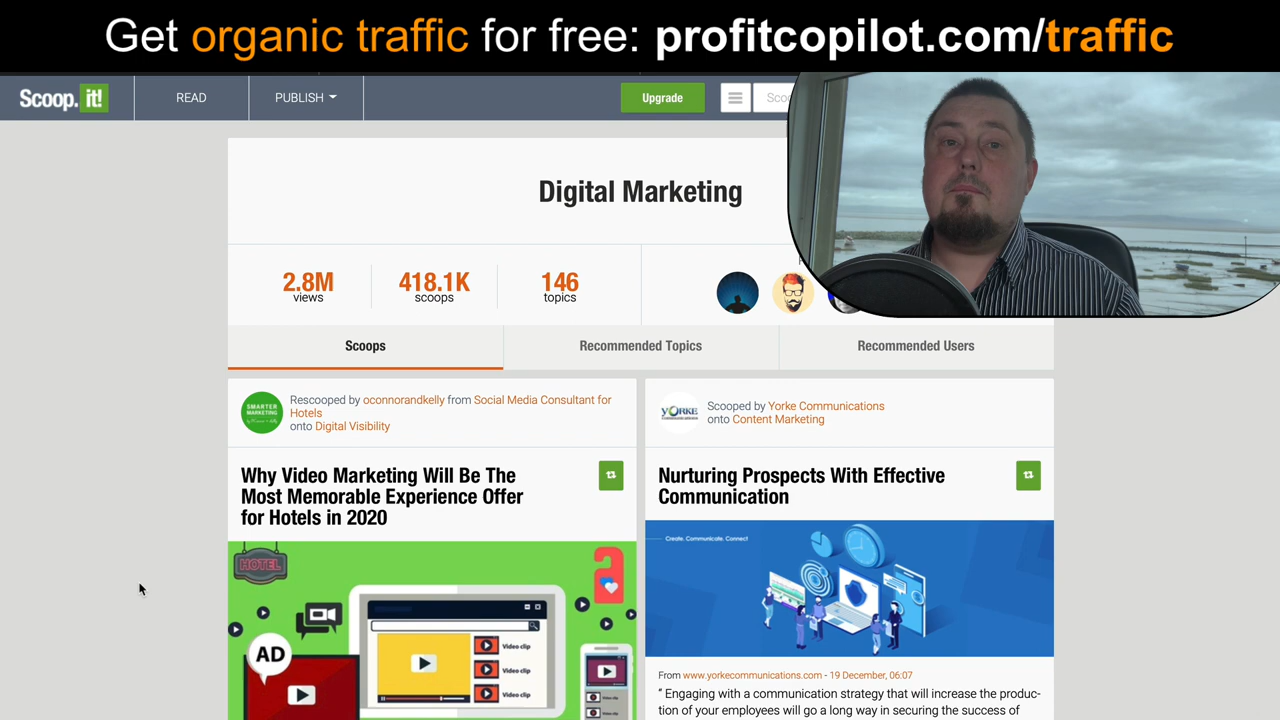 Get organic traffic for free: profitcopilot.com/traffic
Scoop.it!
READ
PUBLISH
Upgrade
Digital Marketing
2.8M
views
418.1K
scoops
146
topics
Scoops
Recommended Topics
Recommended Users
SMARTER
MARKETING
Rescooped by oconnorandkelly from Social Media Consultant for
Hotels
onto Digital Visibility
Why Video Marketing Will Be The
Most Memorable Experience Offer
for Hotels in 2020
HOTEL
AD
Video clip
Video clip
Video clip
YORKE
Scooped by Yorke Communications
onto Content Marketing
Nurturing Prospects With Effective
Communication
Create. Communicate. Connect
From www.yorkecommunications.com - 19 December, 06:07
“ Engaging with a communication strategy that will increase the produc-
tion of your employees will go a long way in securing the success of